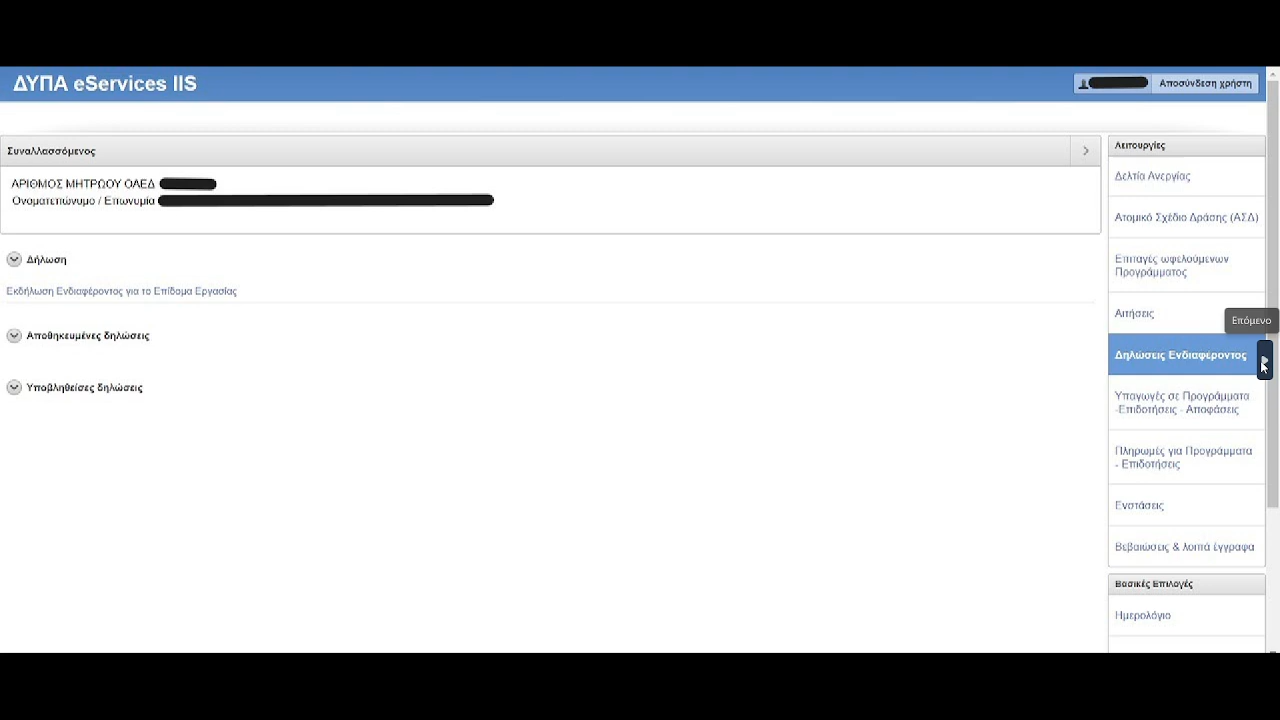 ΔΥΠΑ eServices IIS
Αποσύνδεση χρήστη
Συναλλασσόμενος
ΑΡΙΘΜΟΣ ΜΗΤΡΩΟΥ ΟΑΕΔ
Ονοματεπώνυμο / Επωνυμία
Δήλωση
Εκδήλωση Ενδιαφέροντος για το Επίδομα Εργασίας
Αποθηκευμένες δηλώσεις
Υποβληθείσες δηλώσεις
Λειτουργίες
Δελτία Ανεργίας
Ατομικό Σχέδιο Δράσης (ΑΣΔ)
Επιταγές ωφελούμενων
Προγράμματος
Αιτήσεις
Επόμενο
Δηλώσεις Ενδιαφέροντος
Υπαγωγές σε Προγράμματα
-Επιδοτήσεις - Αποφάσεις
Πληρωμές για Προγράμματα
- Επιδοτήσεις
Ενστάσεις
Βεβαιώσεις & λοιπά έγγραφα
Βασικές Επιλογές
Ημερολόγιο